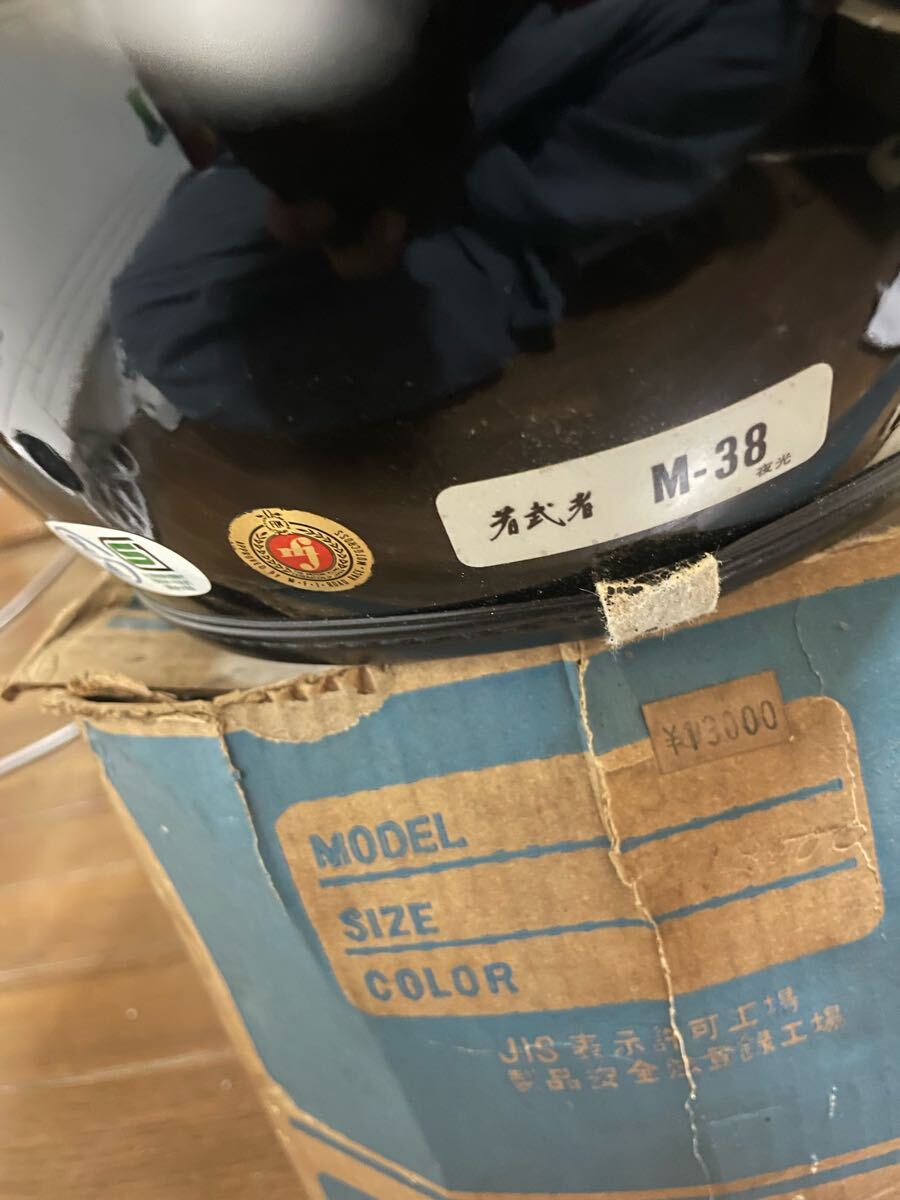 若武者 M-38
夜光
¥13000
MODEL
SIZE
COLOR
JIS表示許可工場
製品安全法登録工場